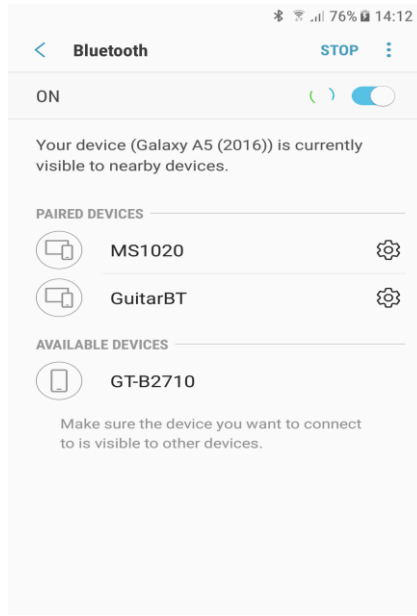 76% 14:12
Bluetooth STOP
ON
Your device (Galaxy A5 (2016)) is currently
visible to nearby devices.
PAIRED DEVICES
MS1020
GuitarBT
AVAILABLE DEVICES
GT-B2710
Make sure the device you want to connect
to is visible to other devices.